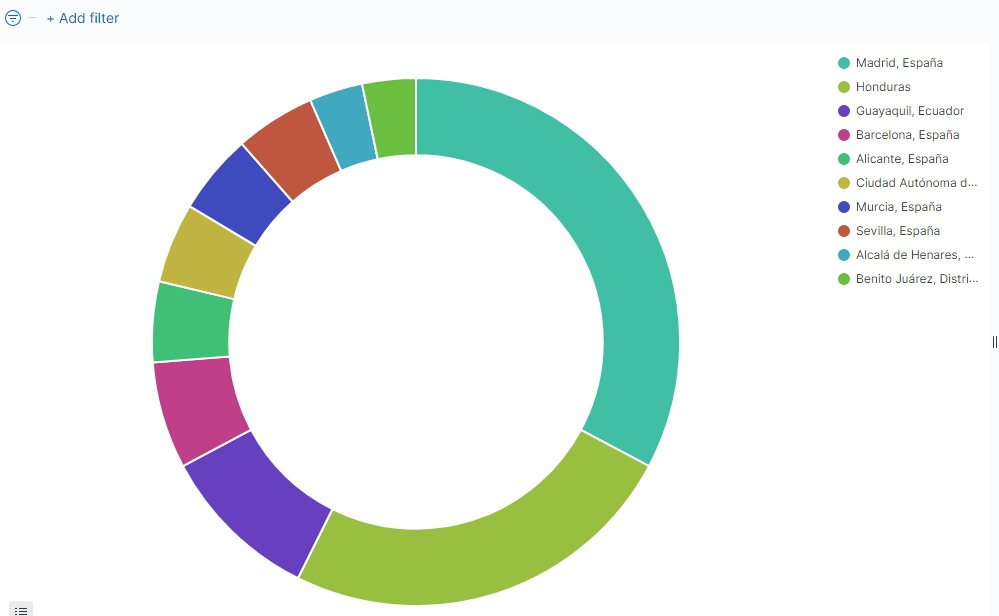 + Add filter
Madrid, España
Honduras
Guayaquil, Ecuador
Barcelona, España
Alicante, España
Ciudad Autónoma d...
Murcia, España
Sevilla, España
Alcalá de Henares, ...
Benito Juárez, Distri...